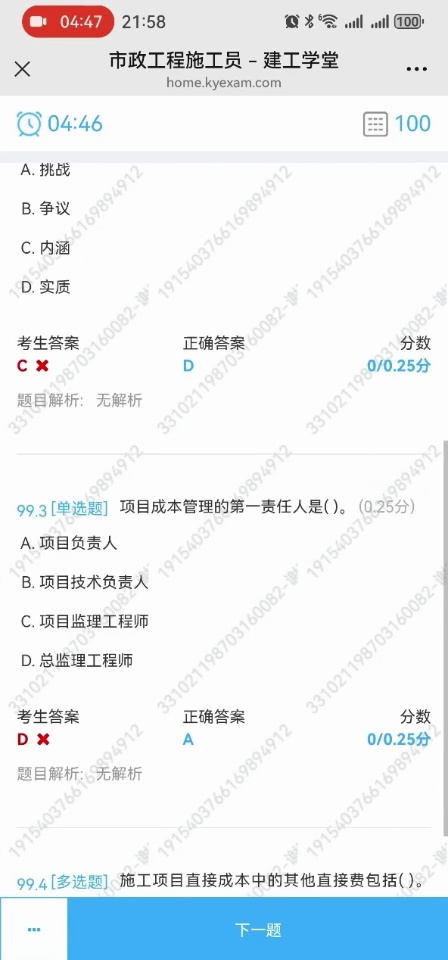 04:47 21:58 100
市政工程施工员 - 建工学堂
home.kyexam.com
04:46 100
A. 挑战
B. 争议
C. 内涵
D. 实质
考生答案 正确答案 分数
C ✖ D 0/0.25分
题目解析: 无解析
99.3 [单选题] 项目成本管理的第一责任人是( )。 (0.25分)
A. 项目负责人
B. 项目技术负责人
C. 项目监理工程师
D. 总监理工程师
考生答案 正确答案 分数
D ✖ A 0/0.25分
题目解析: 无解析
99.4 [多选题] 施工项目直接成本中的其他直接费包括( )。
下一题